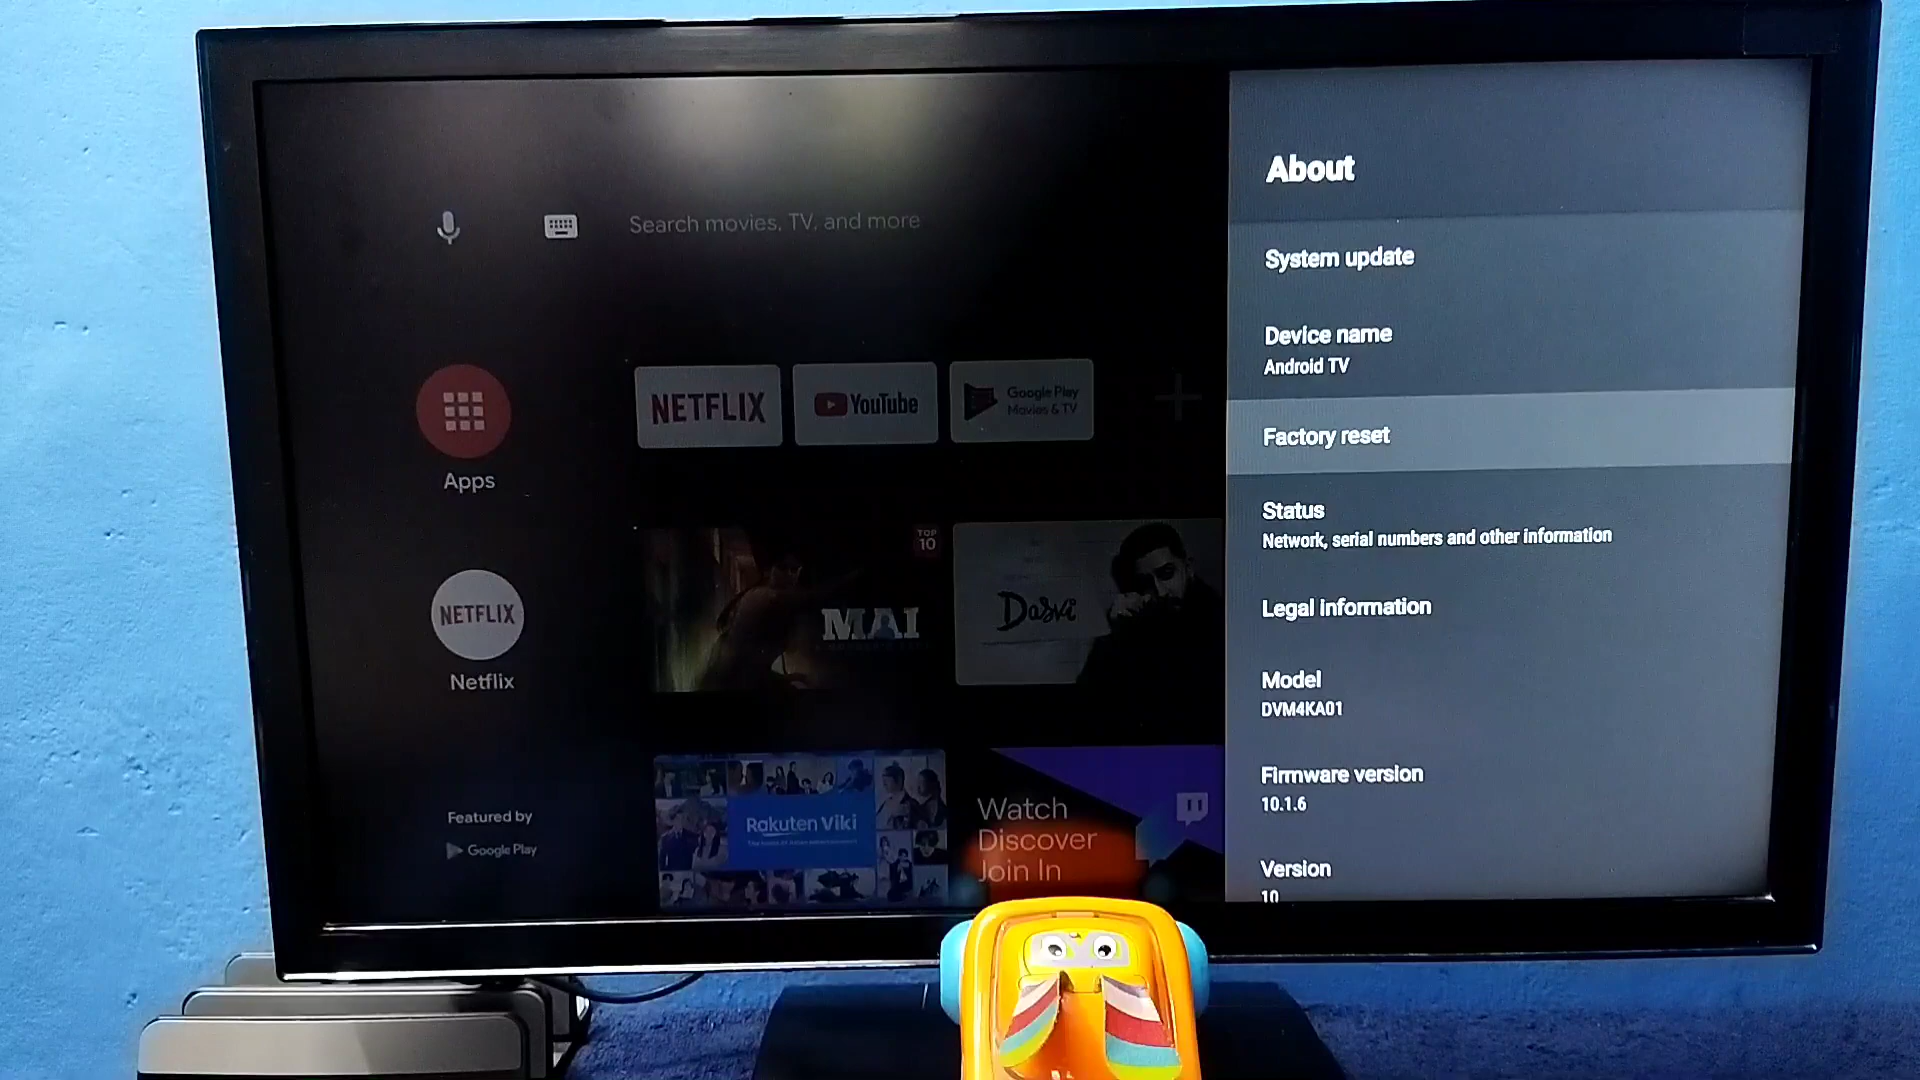 Search movies, TV, and more
Apps
NETFLIX
YouTube
Google Play
Movies & TV
TOP
10
MAI
Dasvi
NETFLIX
Netflix
Featured by
Google Play
Rakuten Viki
Watch
Discover
Join In
About
System update
Device name
Android TV
Factory reset
Status
Network, serial numbers and other information
Legal information
Model
DVM4KA01
Firmware version
10.1.6
Version
10